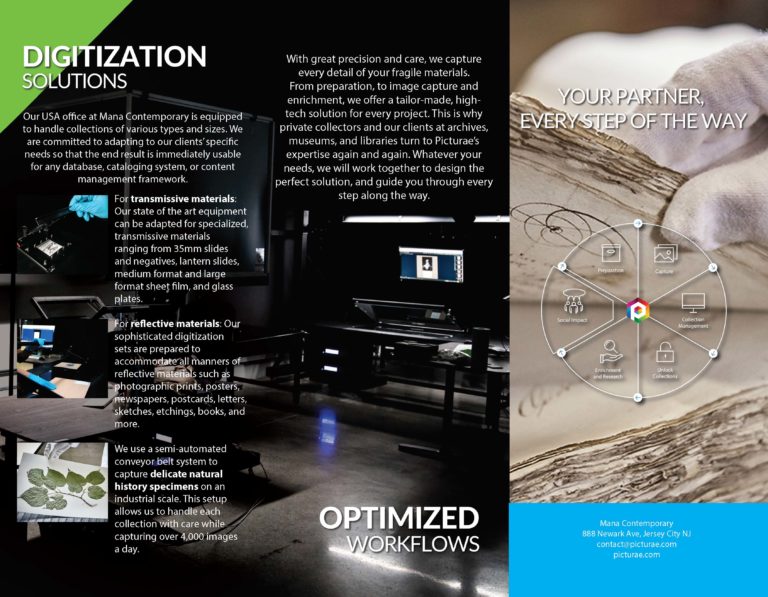 DIGITIZATION
SOLUTIONS
Our USA office at Mana Contemporary is equipped
to handle collections of various types and sizes. We
are committed to adapting to our clients' specific
needs so that the end result is immediately usable
for any database, cataloging system, or content
management framework.
For transmissive materials:
Our state of the art equipment
can be adapted for specialized,
transmissive materials
ranging from 35mm slides
and negatives, lantern slides,
medium format and large
format sheet film, and glass
plates.
For reflective materials: Our
sophisticated digitization
sets are prepared to
accommodate all manners of
reflective materials such as
photographic prints, posters,
newspapers, postcards, letters,
sketches, etchings, books, and
more.
We use a semi-automated
conveyor belt system to
capture delicate natural
history specimens on an
industrial scale. This setup
allows us to handle each
collection with care while
capturing over 4,000 images
a day.
With great precision and care, we capture
every detail of your fragile materials.
From preparation, to image capture and
enrichment, we offer a tailor-made, high-
tech solution for every project. This is why
private collectors and our clients at archives,
museums, and libraries turn to Picturae's
expertise again and again. Whatever your
needs, we will work together to design the
perfect solution, and guide you through every
step along the way.
OPTIMIZED
WORKFLOWS
YOUR PARTNER,
EVERY STEP OF THE WAY
Preparation
Capture
Social Impact
Collection
Management
Enrichment
and Research
Unlock
Collections
Mana Contemporary
888 Newark Ave, Jersey City NJ
contact@picturae.com
picturae.com